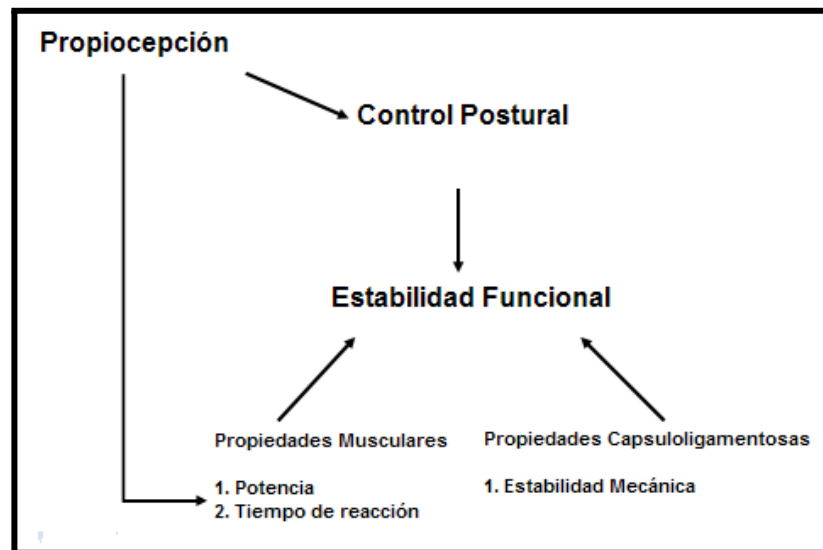 Propiocepción
Control Postural
Estabilidad Funcional
Propiedades Musculares
1. Potencia
2. Tiempo de reacción
Propiedades Capsuloligamentosas
1. Estabilidad Mecánica